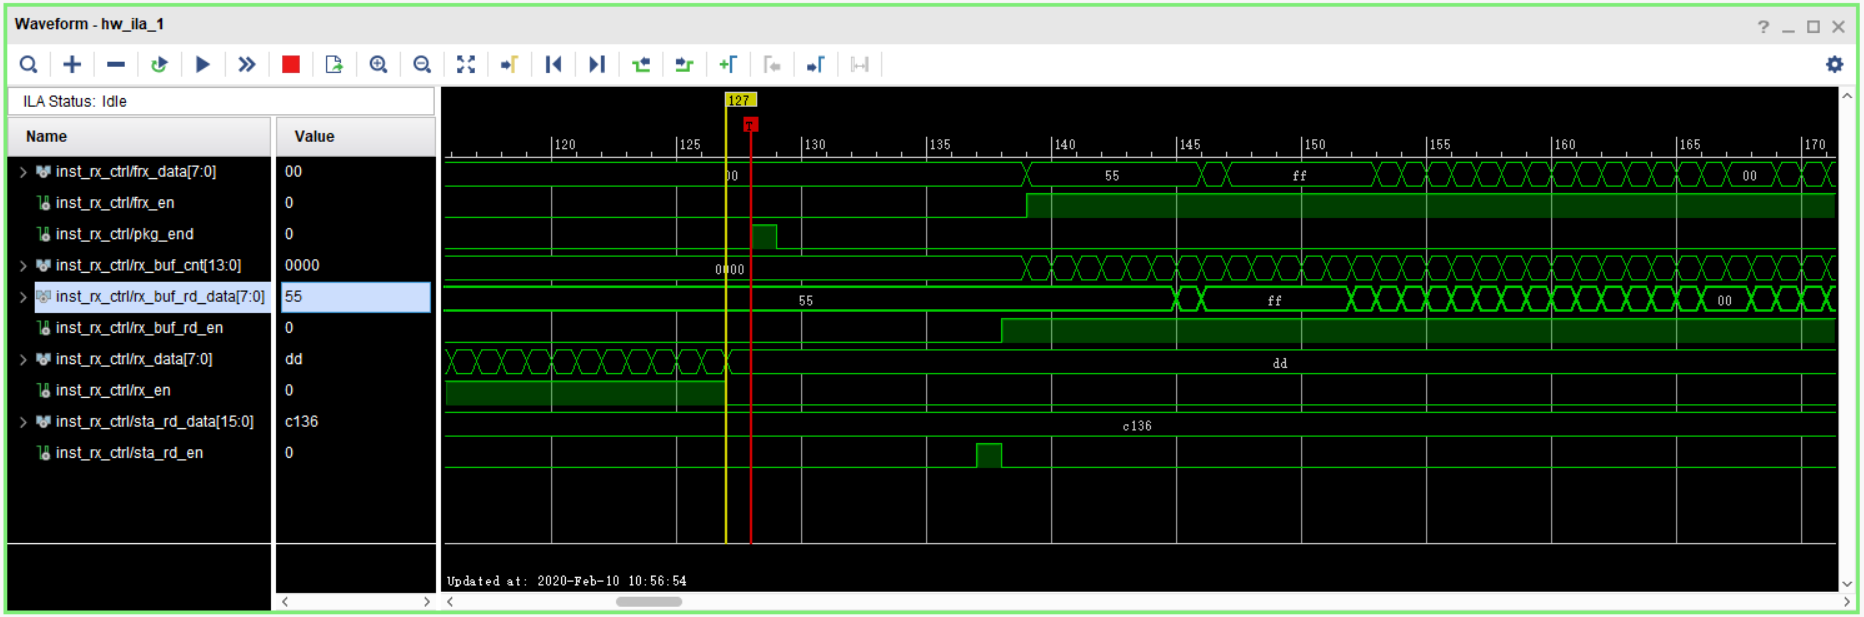 Waveform - hw_ila_1
ILA Status: Idle
Name Value
127
T
120 125 130 135 140 145 150 155 160 165 170
inst_rx_ctrl/frx_data[7:0] 00 00 55 ff 00
inst_rx_ctrl/frx_en 0
inst_rx_ctrl/pkg_end 0
inst_rx_ctrl/rx_buf_cnt[13:0] 0000 0000
inst_rx_ctrl/rx_buf_rd_data[7:0] 55 55 ff 00
inst_rx_ctrl/rx_buf_rd_en 0
inst_rx_ctrl/rx_data[7:0] dd dd
inst_rx_ctrl/rx_en 0
inst_rx_ctrl/sta_rd_data[15:0] c136 c136
inst_rx_ctrl/sta_rd_en 0
Updated at: 2020-Feb-10 10:56:54